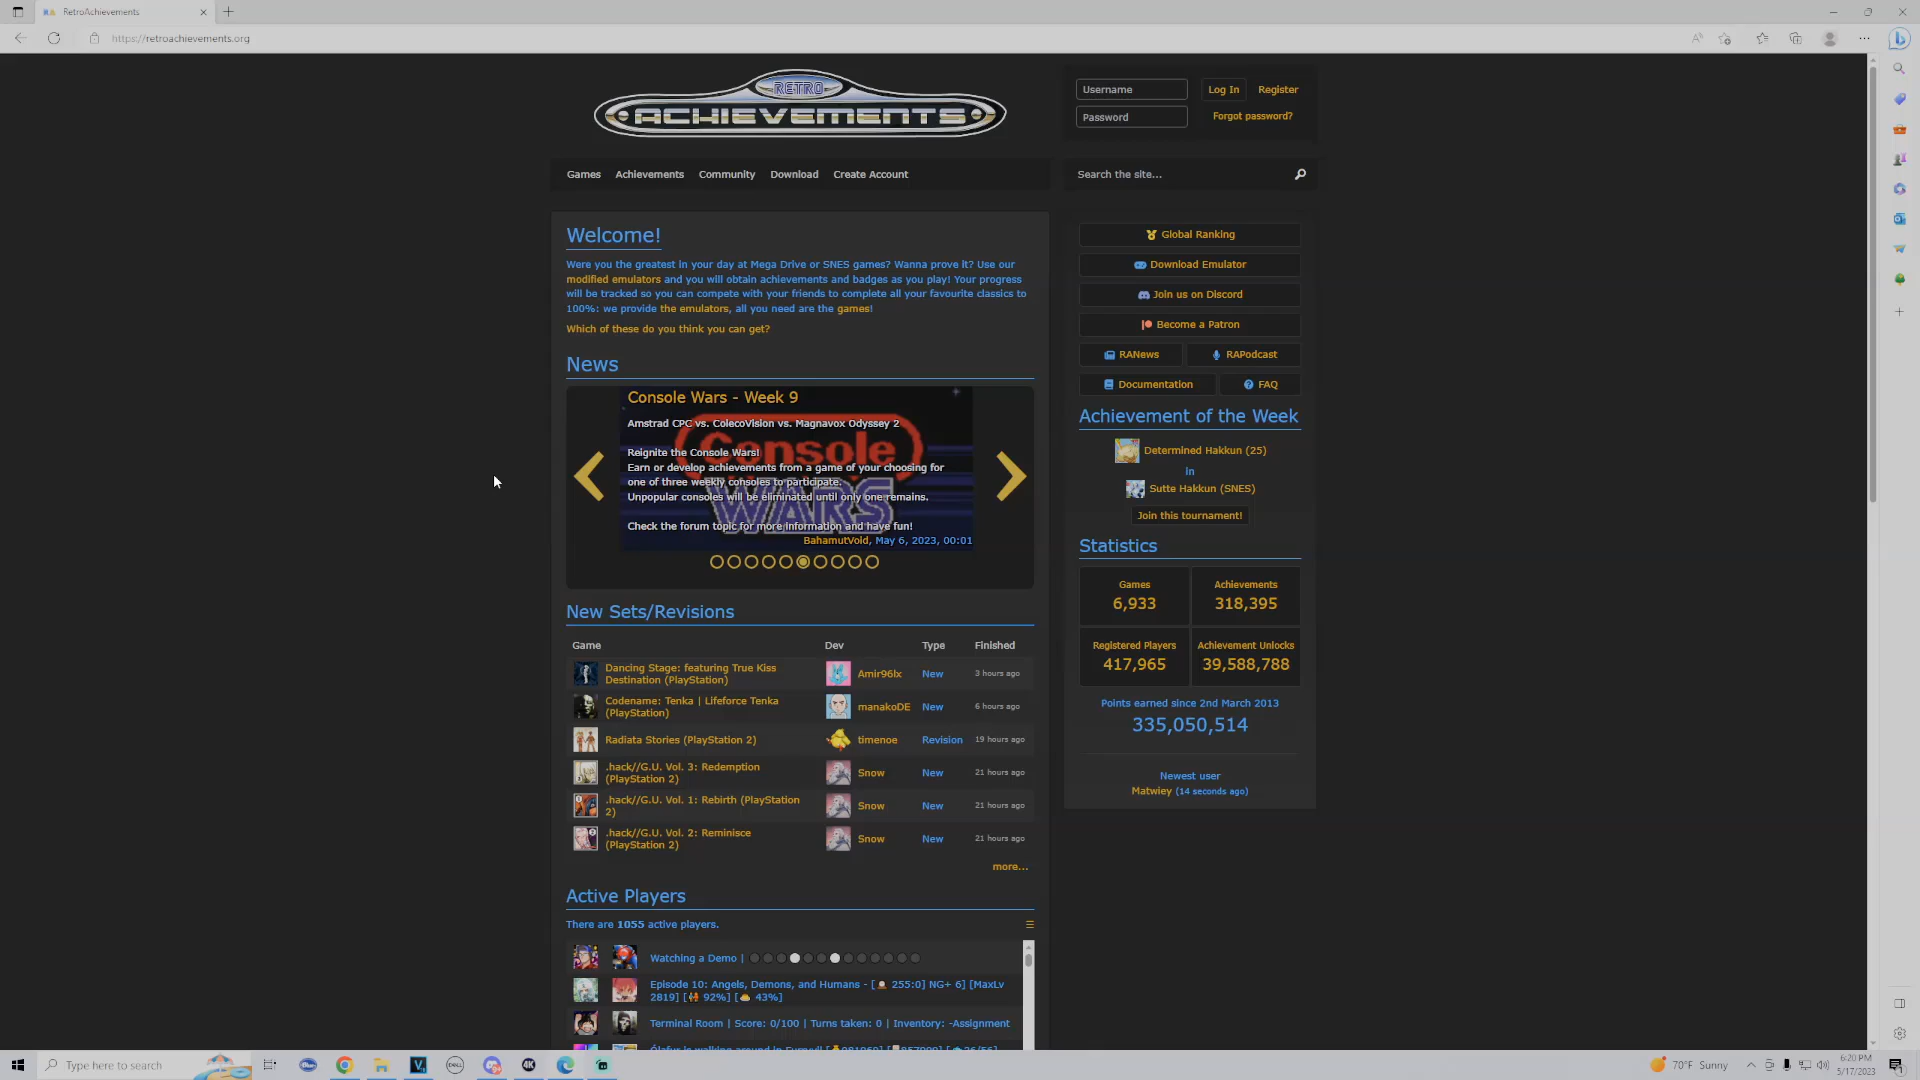 RetroAchievements
https://retroachievements.org
RETRO
ACHIEVEMENTS
Username
Log In
Register
Password
Forgot password?
Games
Achievements
Community
Download
Create Account
Search the site...
Welcome!
Were you the greatest in your day at Mega Drive or SNES games? Wanna prove it? Use our
modified emulators and you will obtain achievements and badges as you play! Your progress
will be tracked so you can compete with your friends to complete all your favourite classics to
100%: we provide the emulators, all you need are the games!
Which of these do you think you can get?
News
Console Wars - Week 9
Amstrad CPC vs. ColecoVision vs. Magnavox Odyssey 2
Console
WARS
Reignite the Console Wars!
Earn or develop achievements from a game of your choosing for
one of three weekly consoles to participate.
Unpopular consoles will be eliminated until only one remains.
Check the forum topic for more information and have fun!
BahamutVoid, May 6, 2023, 00:01
New Sets/Revisions
Game Dev Type Finished
Dancing Stage: featuring True Kiss
Destination (PlayStation)
Amir96lx New 3 hours ago
Codename: Tenka | Lifeforce Tenka
(PlayStation)
manakoDE New 6 hours ago
Radiata Stories (PlayStation 2) timenoe Revision 19 hours ago
.hack//G.U. Vol. 3: Redemption
(PlayStation 2)
Snow New 21 hours ago
.hack//G.U. Vol. 1: Rebirth (PlayStation
2)
Snow New 21 hours ago
.hack//G.U. Vol. 2: Reminisce
(PlayStation 2)
Snow New 21 hours ago
more...
Active Players
There are 1055 active players.
Watching a Demo |
Episode 10: Angels, Demons, and Humans - [ 255:0] NG+ 6] [MaxLv
2819] [ 92%] [ 43%]
Terminal Room | Score: 0/100 | Turns taken: 0 | Inventory: -Assignment
Global Ranking
Download Emulator
Join us on Discord
Become a Patron
RANews
RAPodcast
Documentation
FAQ
Achievement of the Week
Determined Hakkun (25)
in
Sutte Hakkun (SNES)
Join this tournament!
Statistics
Games
6,933
Achievements
318,395
Registered Players
417,965
Achievement Unlocks
39,588,788
Points earned since 2nd March 2013
335,050,514
Newest user
Matwiey (14 seconds ago)
Type here to search
DELL
4K
70°F Sunny
6:20 PM
5/17/2023